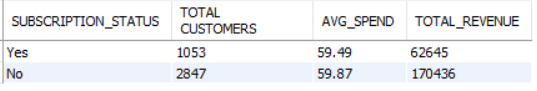 SUBSCRIPTION_STATUS TOTAL CUSTOMERS AVG_SPEND TOTAL_REVENUE
Yes 1053 59.49 62645
No 2847 59.87 170436